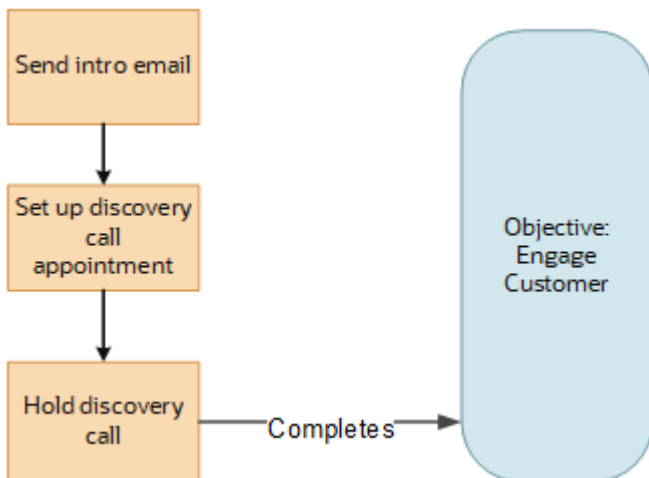 Send intro email
Set up discovery
call
appointment
Hold discovery
call
Completes
Objective:
Engage
Customer